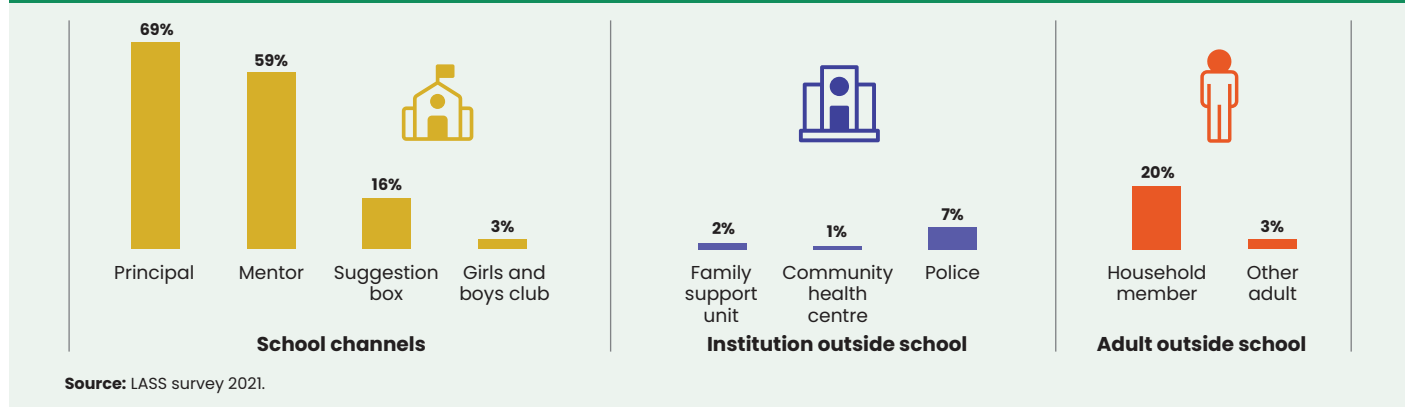 69%
59%
16%
3%
Principal
Mentor
Suggestion
box
Girls and
boys club
School channels
2%
1%
7%
Family
support
unit
Community
health
centre
Police
Institution outside school
20%
3%
Household
member
Other
adult
Adult outside school
Source: LASS survey 2021.